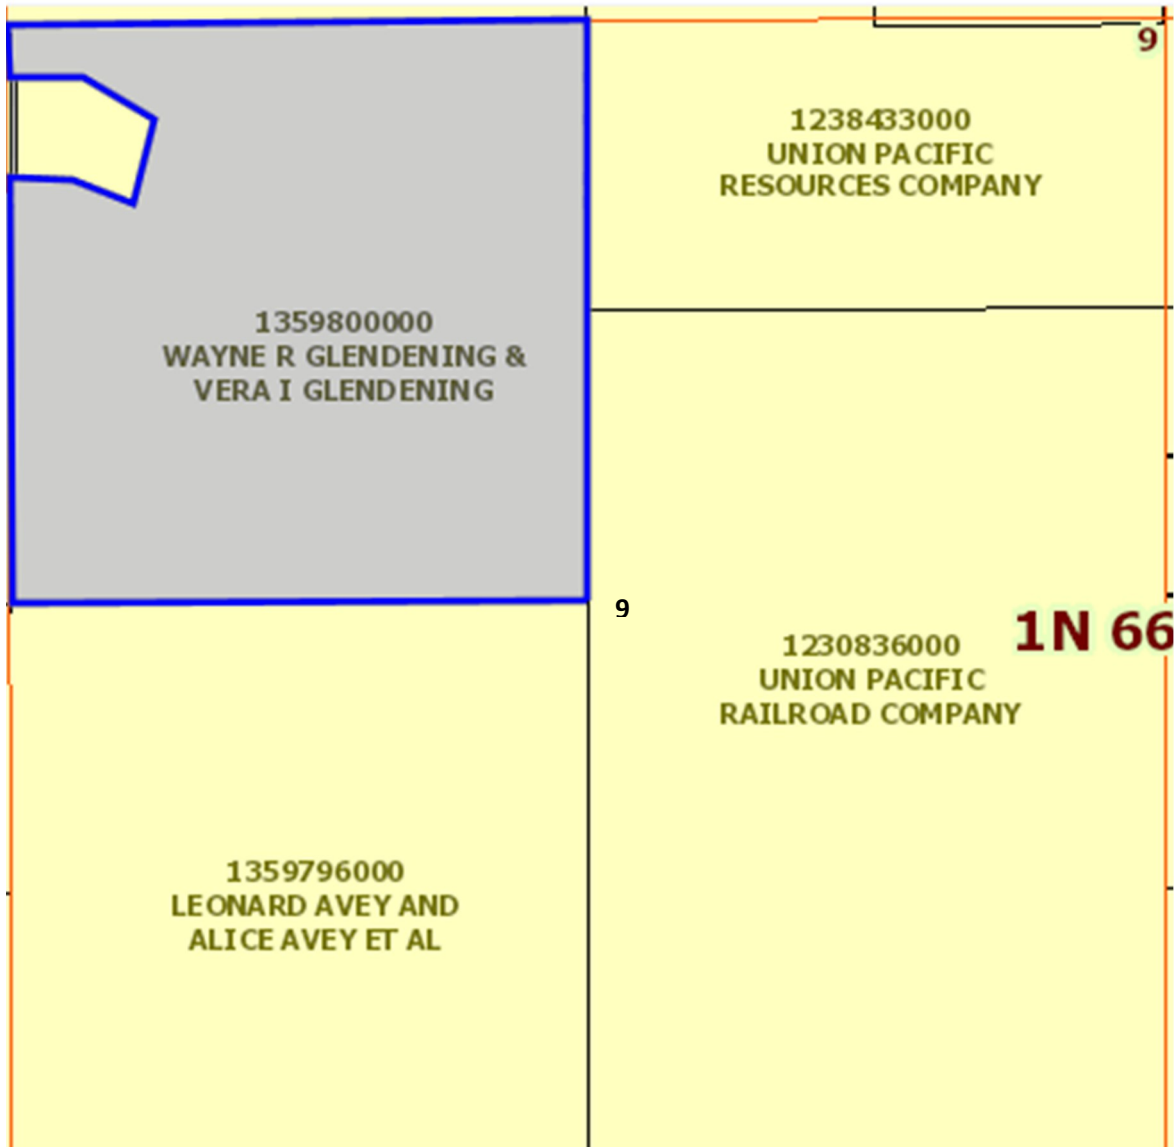 9
1238433000
UNION PACIFIC
RESOURCES COMPANY
1359800000
WAYNE R GLENDENING &
VERA I GLENDENING
9
1N 66
1230836000
UNION PACIFIC
RAILROAD COMPANY
1359796000
LEONARD AVEY AND
ALICE AVEY ET AL